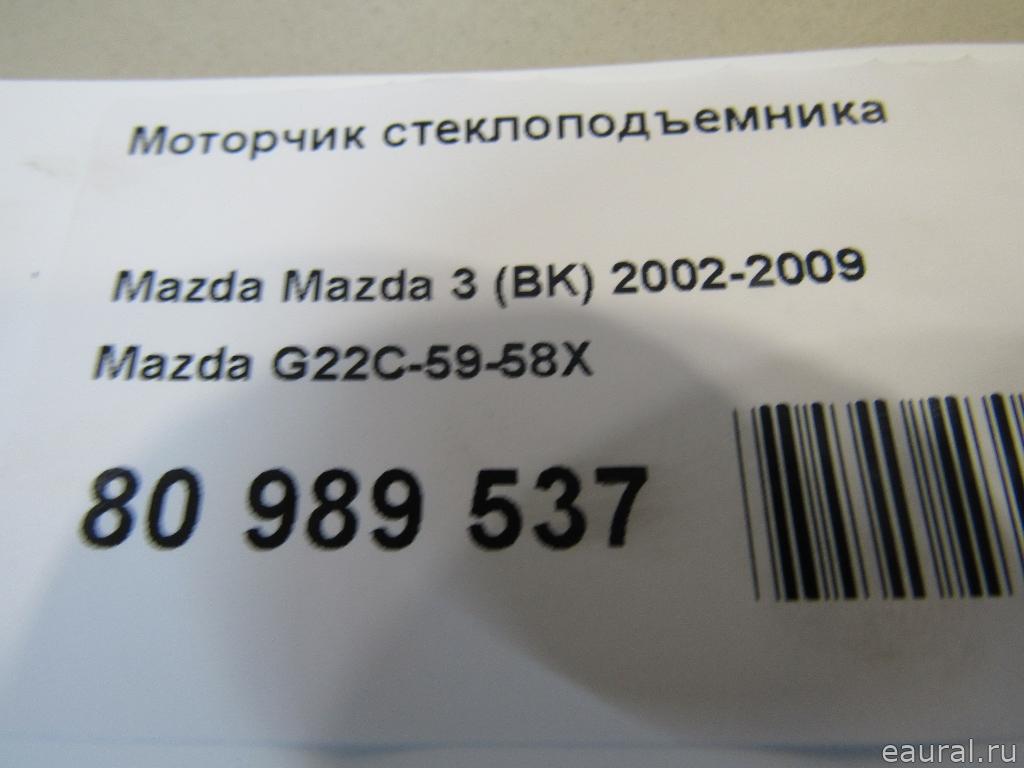 Моторчик стеклоподъемника
Mazda Mazda 3 (BK) 2002-2009
Mazda G22C-59-58X
80 989 537
eaural.ru